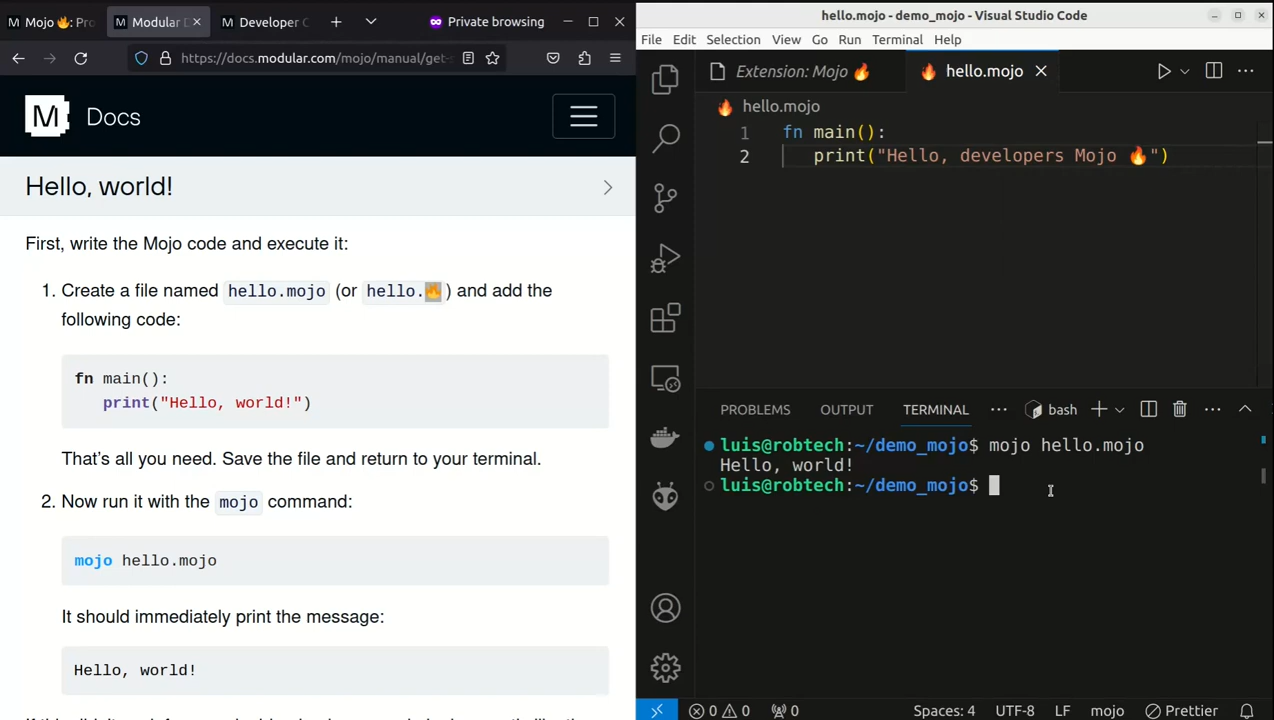 Mojo 🔥: Pro
Modular D
Developer C
Private browsing
https://docs.modular.com/mojo/manual/get-s
M Docs
Hello, world!
First, write the Mojo code and execute it:
1. Create a file named hello.mojo (or hello.🔥 ) and add the
following code:
fn main():
print("Hello, world!")
That's all you need. Save the file and return to your terminal.
2. Now run it with the mojo command:
mojo hello.mojo
It should immediately print the message:
Hello, world!
hello.mojo - demo_mojo - Visual Studio Code
File Edit Selection View Go Run Terminal Help
Extension: Mojo 🔥
🔥 hello.mojo
🔥 hello.mojo
1 fn main():
2 print("Hello, developers Mojo 🔥")
PROBLEMS OUTPUT TERMINAL ··· bash
luis@robtech:~/demo_mojo$ mojo hello.mojo
Hello, world!
luis@robtech:~/demo_mojo$
0 0 0 Spaces: 4 UTF-8 LF mojo Prettier